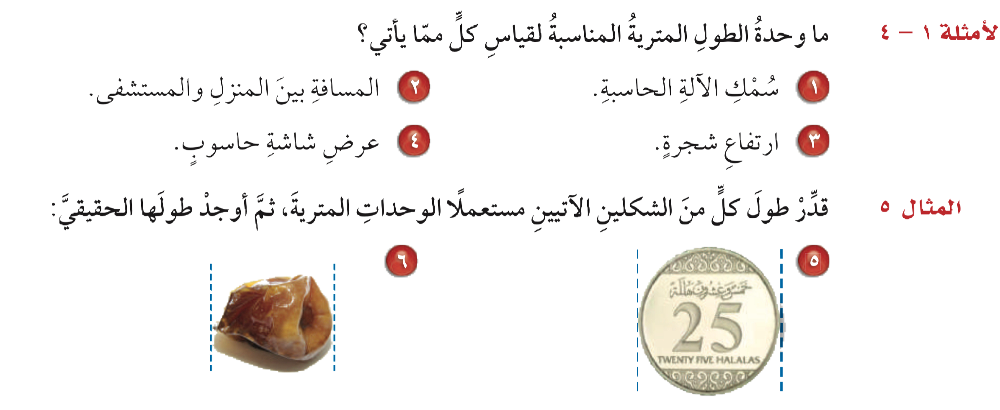 لأمثلة ١ – ٤ ما وحدةُ الطولِ المتريةُ المناسبةُ لقياسِ كلٍّ ممّا يأتي؟
١ سُمْكِ الآلةِ الحاسبةِ. ٢ المسافةِ بينَ المنزلِ والمستشفى.
٣ ارتفاعِ شجرةٍ. ٤ عرضِ شاشةِ حاسوبٍ.
المثال ٥ قدِّرْ طولَ كلٍّ منَ الشكلينِ الآتيينِ مستعملًا الوحداتِ المتريةَ، ثمَّ أوجدْ طولَها الحقيقيَّ:
٥ ٦
خمس وعشرون هللة
25
TWENTY FIVE HALALAS